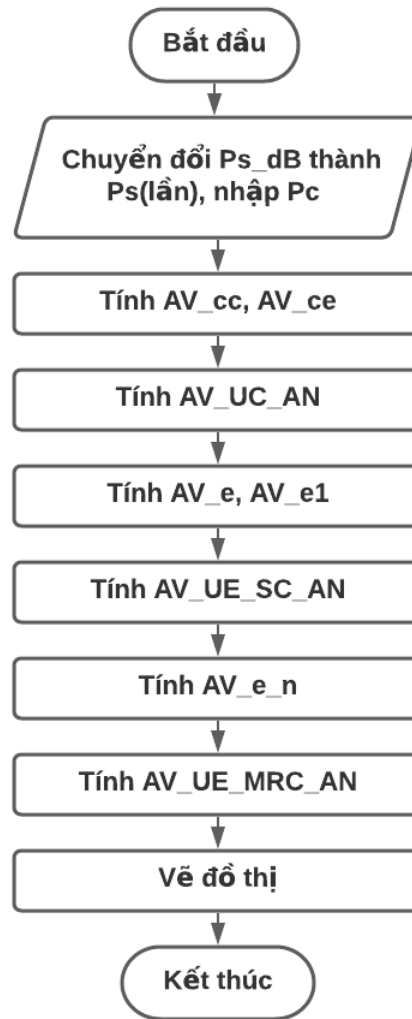 Bắt đầu
Chuyển đổi Ps_dB thành
Ps(lần), nhập Pc
Tính AV_cc, AV_ce
Tính AV_UC_AN
Tính AV_e, AV_e1
Tính AV_UE_SC_AN
Tính AV_e_n
Tính AV_UE_MRC_AN
Vẽ đồ thị
Kết thúc